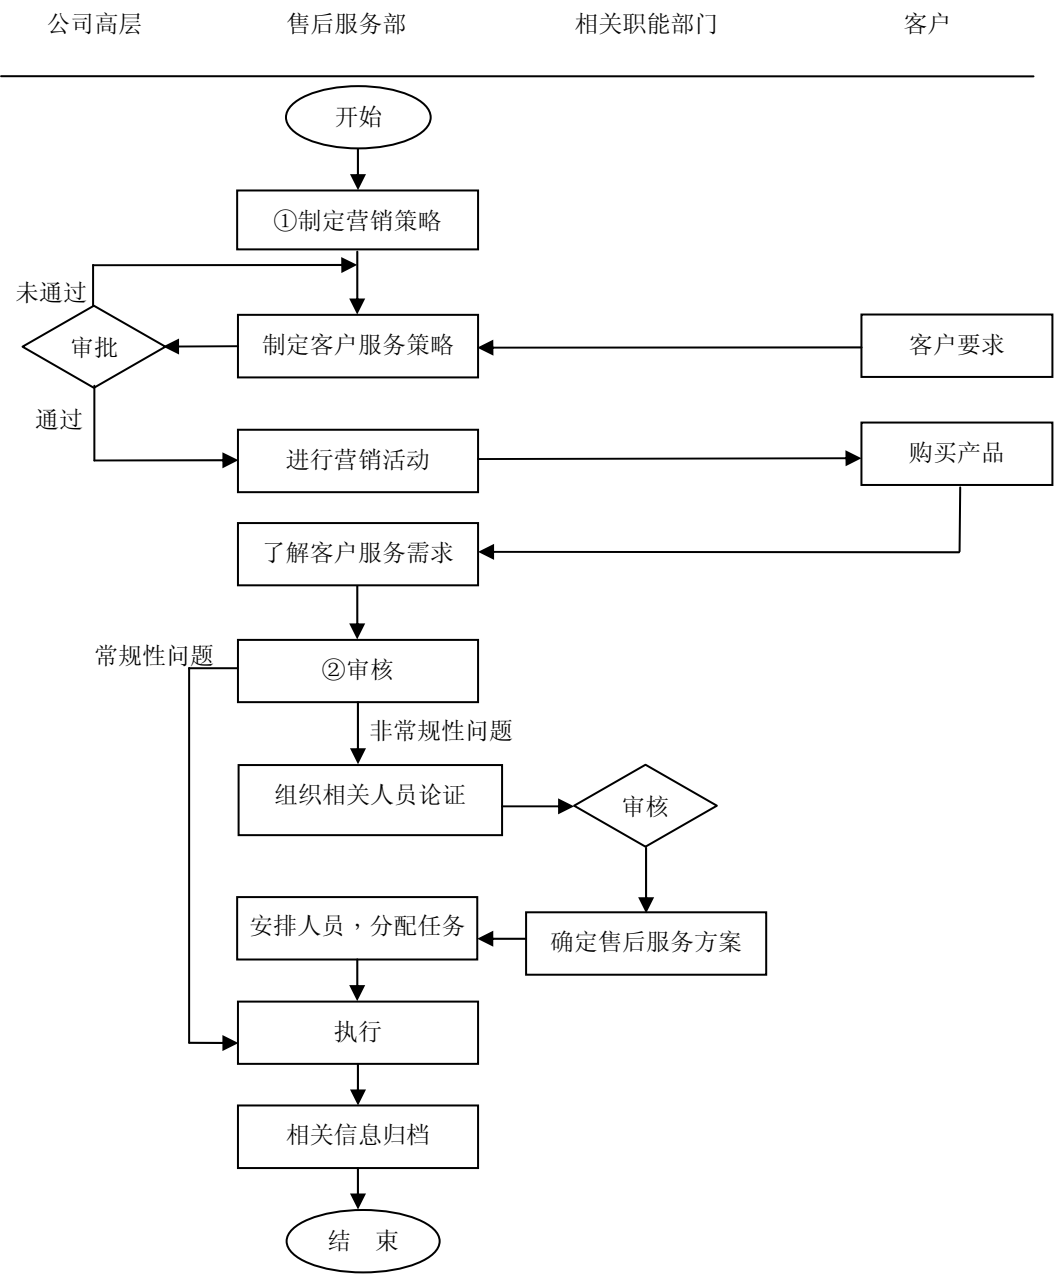 公司高层 售后服务部 相关职能部门 客户
开始
①制定营销策略
未通过
审批
制定客户服务策略
客户要求
通过
进行营销活动
购买产品
了解客户服务需求
常规性问题
②审核
非常规性问题
组织相关人员论证
审核
安排人员，分配任务
确定售后服务方案
执行
相关信息归档
结 束